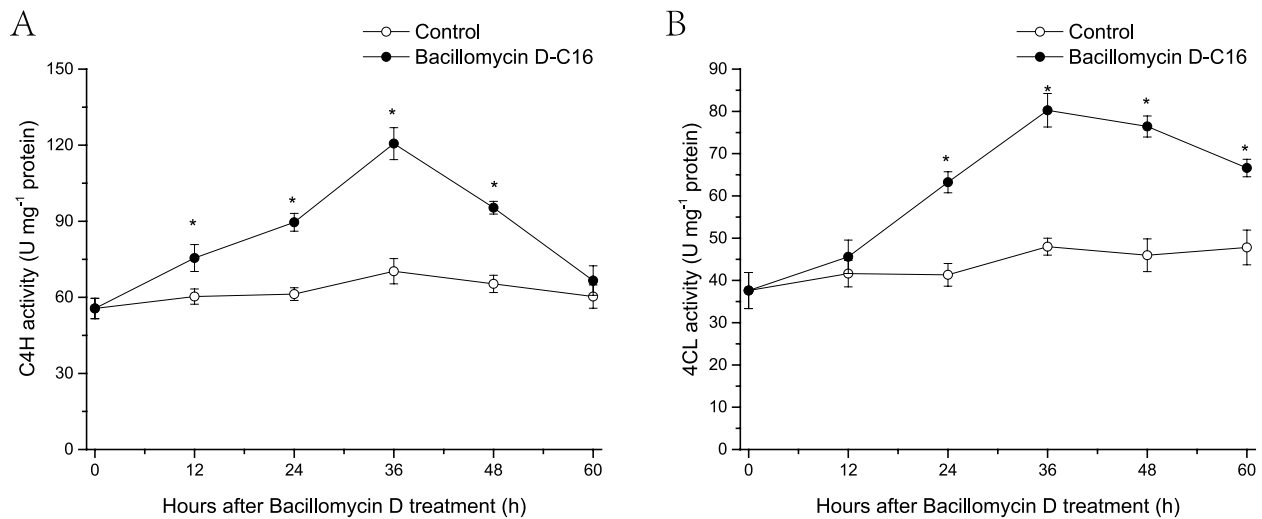 A
Control
Bacillomycin D-C16
150
120
90
60
30
0
C4H activity (U mg⁻¹ protein)
*
*
*
*
0 12 24 36 48 60
Hours after Bacillomycin D treatment (h)
B
Control
Bacillomycin D-C16
90
80
70
60
50
40
30
20
10
0
4CL activity (U mg⁻¹ protein)
*
*
*
*
0 12 24 36 48 60
Hours after Bacillomycin D treatment (h)